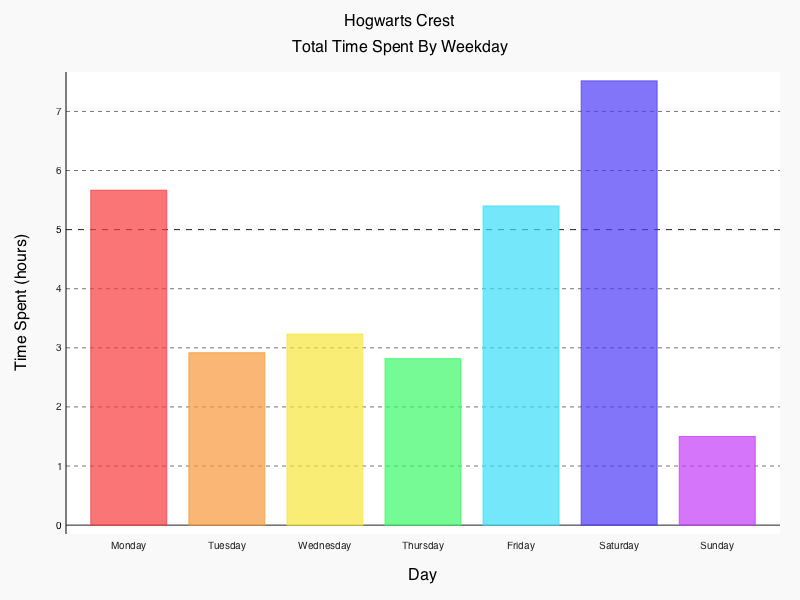 Hogwarts Crest
Total Time Spent By Weekday
Time Spent (hours)
7
6
5
4
3
2
1
0
Monday Tuesday Wednesday Thursday Friday Saturday Sunday
Day